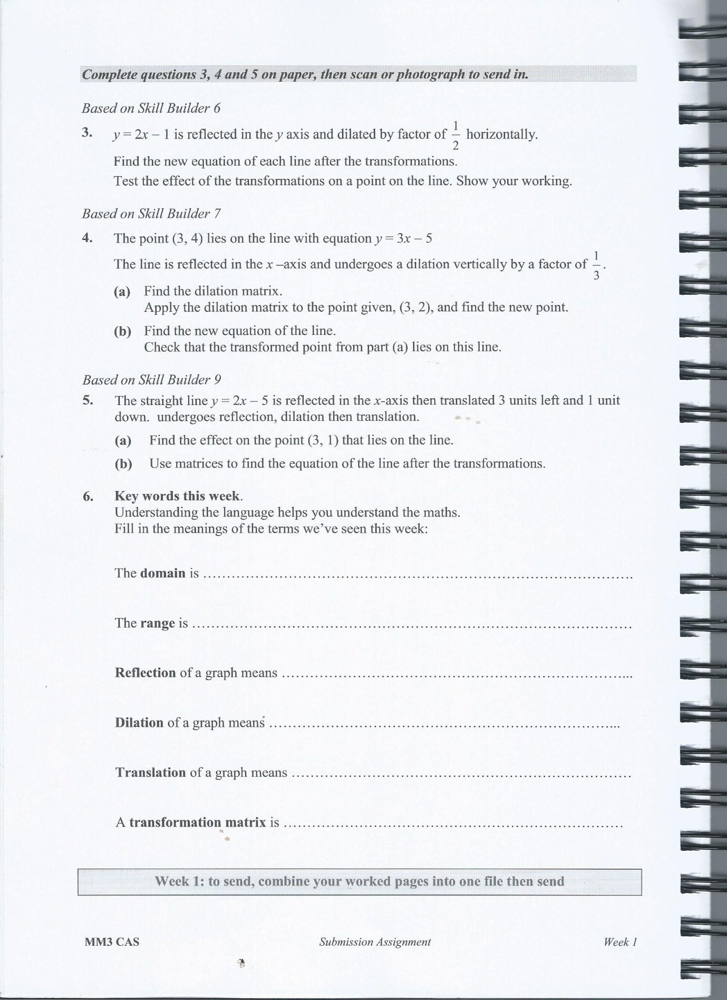 Complete questions 3, 4 and 5 on paper, then scan or photograph to send in.
Based on Skill Builder 6
3. y = 2x – 1 is reflected in the y axis and dilated by factor of 1/2 horizontally.
Find the new equation of each line after the transformations.
Test the effect of the transformations on a point on the line. Show your working.
Based on Skill Builder 7
4. The point (3, 4) lies on the line with equation y = 3x – 5
The line is reflected in the x –axis and undergoes a dilation vertically by a factor of 1/3.
(a) Find the dilation matrix.
Apply the dilation matrix to the point given, (3, 2), and find the new point.
(b) Find the new equation of the line.
Check that the transformed point from part (a) lies on this line.
Based on Skill Builder 9
5. The straight line y = 2x – 5 is reflected in the x-axis then translated 3 units left and 1 unit
down. undergoes reflection, dilation then translation.
(a) Find the effect on the point (3, 1) that lies on the line.
(b) Use matrices to find the equation of the line after the transformations.
6. Key words this week.
Understanding the language helps you understand the maths.
Fill in the meanings of the terms we've seen this week:
The domain is ..........................................................................................
The range is ............................................................................................
Reflection of a graph means ..........................................................................
Dilation of a graph means ..........................................................................
Translation of a graph means ........................................................................
A transformation matrix is ........................................................................
Week 1: to send, combine your worked pages into one file then send
MM3 CAS Submission Assignment Week 1